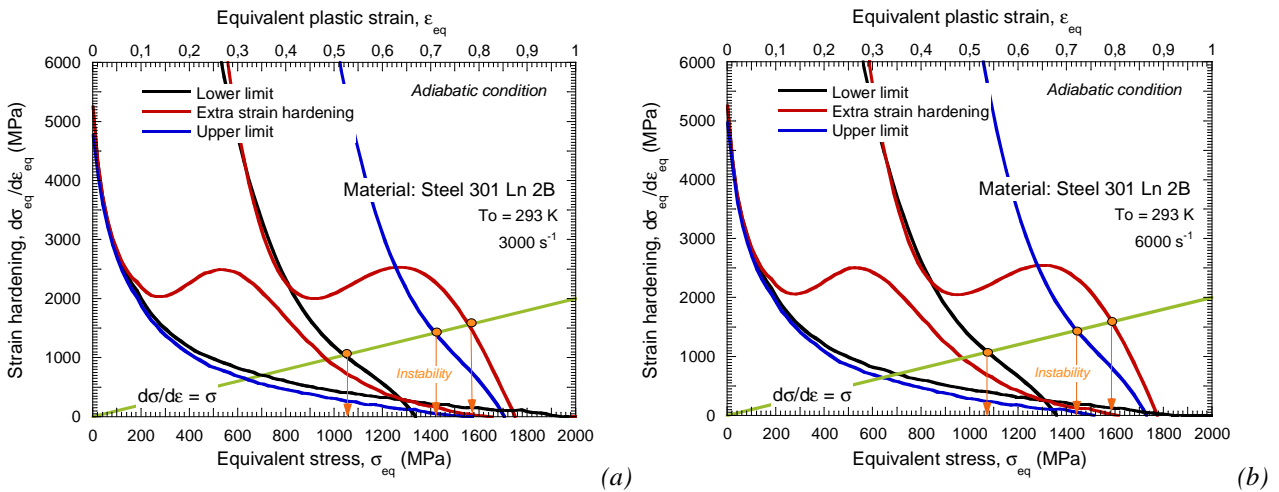 Equivalent plastic strain, εeq
0 0,1 0,2 0,3 0,4 0,5 0,6 0,7 0,8 0,9 1
6000
5000
4000
3000
2000
1000
0
Strain hardening, dσeq/dεeq (MPa)
Lower limit
Extra strain hardening
Upper limit
Adiabatic condition
Material: Steel 301 Ln 2B
To = 293 K
3000 s-1
Instability
dσ/dε = σ
0 200 400 600 800 1000 1200 1400 1600 1800 2000
Equivalent stress, σeq (MPa)
(a)
Equivalent plastic strain, εeq
0 0,1 0,2 0,3 0,4 0,5 0,6 0,7 0,8 0,9 1
6000
5000
4000
3000
2000
1000
0
Strain hardening, dσeq/dεeq (MPa)
Lower limit
Extra strain hardening
Upper limit
Adiabatic condition
Material: Steel 301 Ln 2B
To = 293 K
6000 s-1
Instability
dσ/dε = σ
0 200 400 600 800 1000 1200 1400 1600 1800 2000
Equivalent stress, σeq (MPa)
(b)